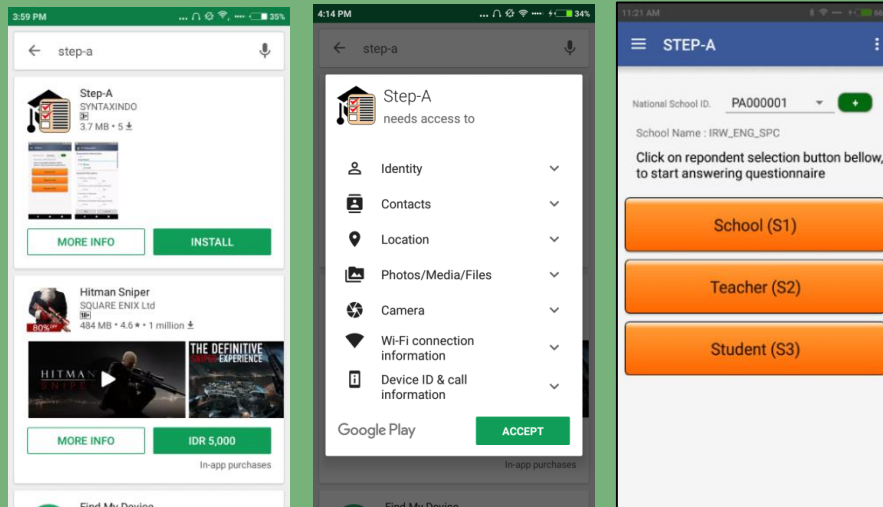 3:59 PM
... 35%
step-a
Step-A
SYNTAXINDO
3+
3.7 MB • 5
MORE INFO
INSTALL
Hitman Sniper
SQUARE ENIX Ltd
18+
80% OFF
484 MB • 4.6 ★ • 1 million
HITMAN
SNIPER
THE DEFINITIVE
SNIPER EXPERIENCE
MORE INFO
IDR 5,000
In-app purchases
Find My Device
4:14 PM
... 34%
step-a
Step-A
needs access to
Identity
Contacts
Location
Photos/Media/Files
Camera
Wi-Fi connection
information
Device ID & call
information
Google Play
ACCEPT
In-app purchases
Find My Device
11:21 AM
STEP-A
National School ID.
PA000001
+
School Name : IRW_ENG_SPC
Click on repondent selection button bellow,
to start answering questionnaire
School (S1)
Teacher (S2)
Student (S3)